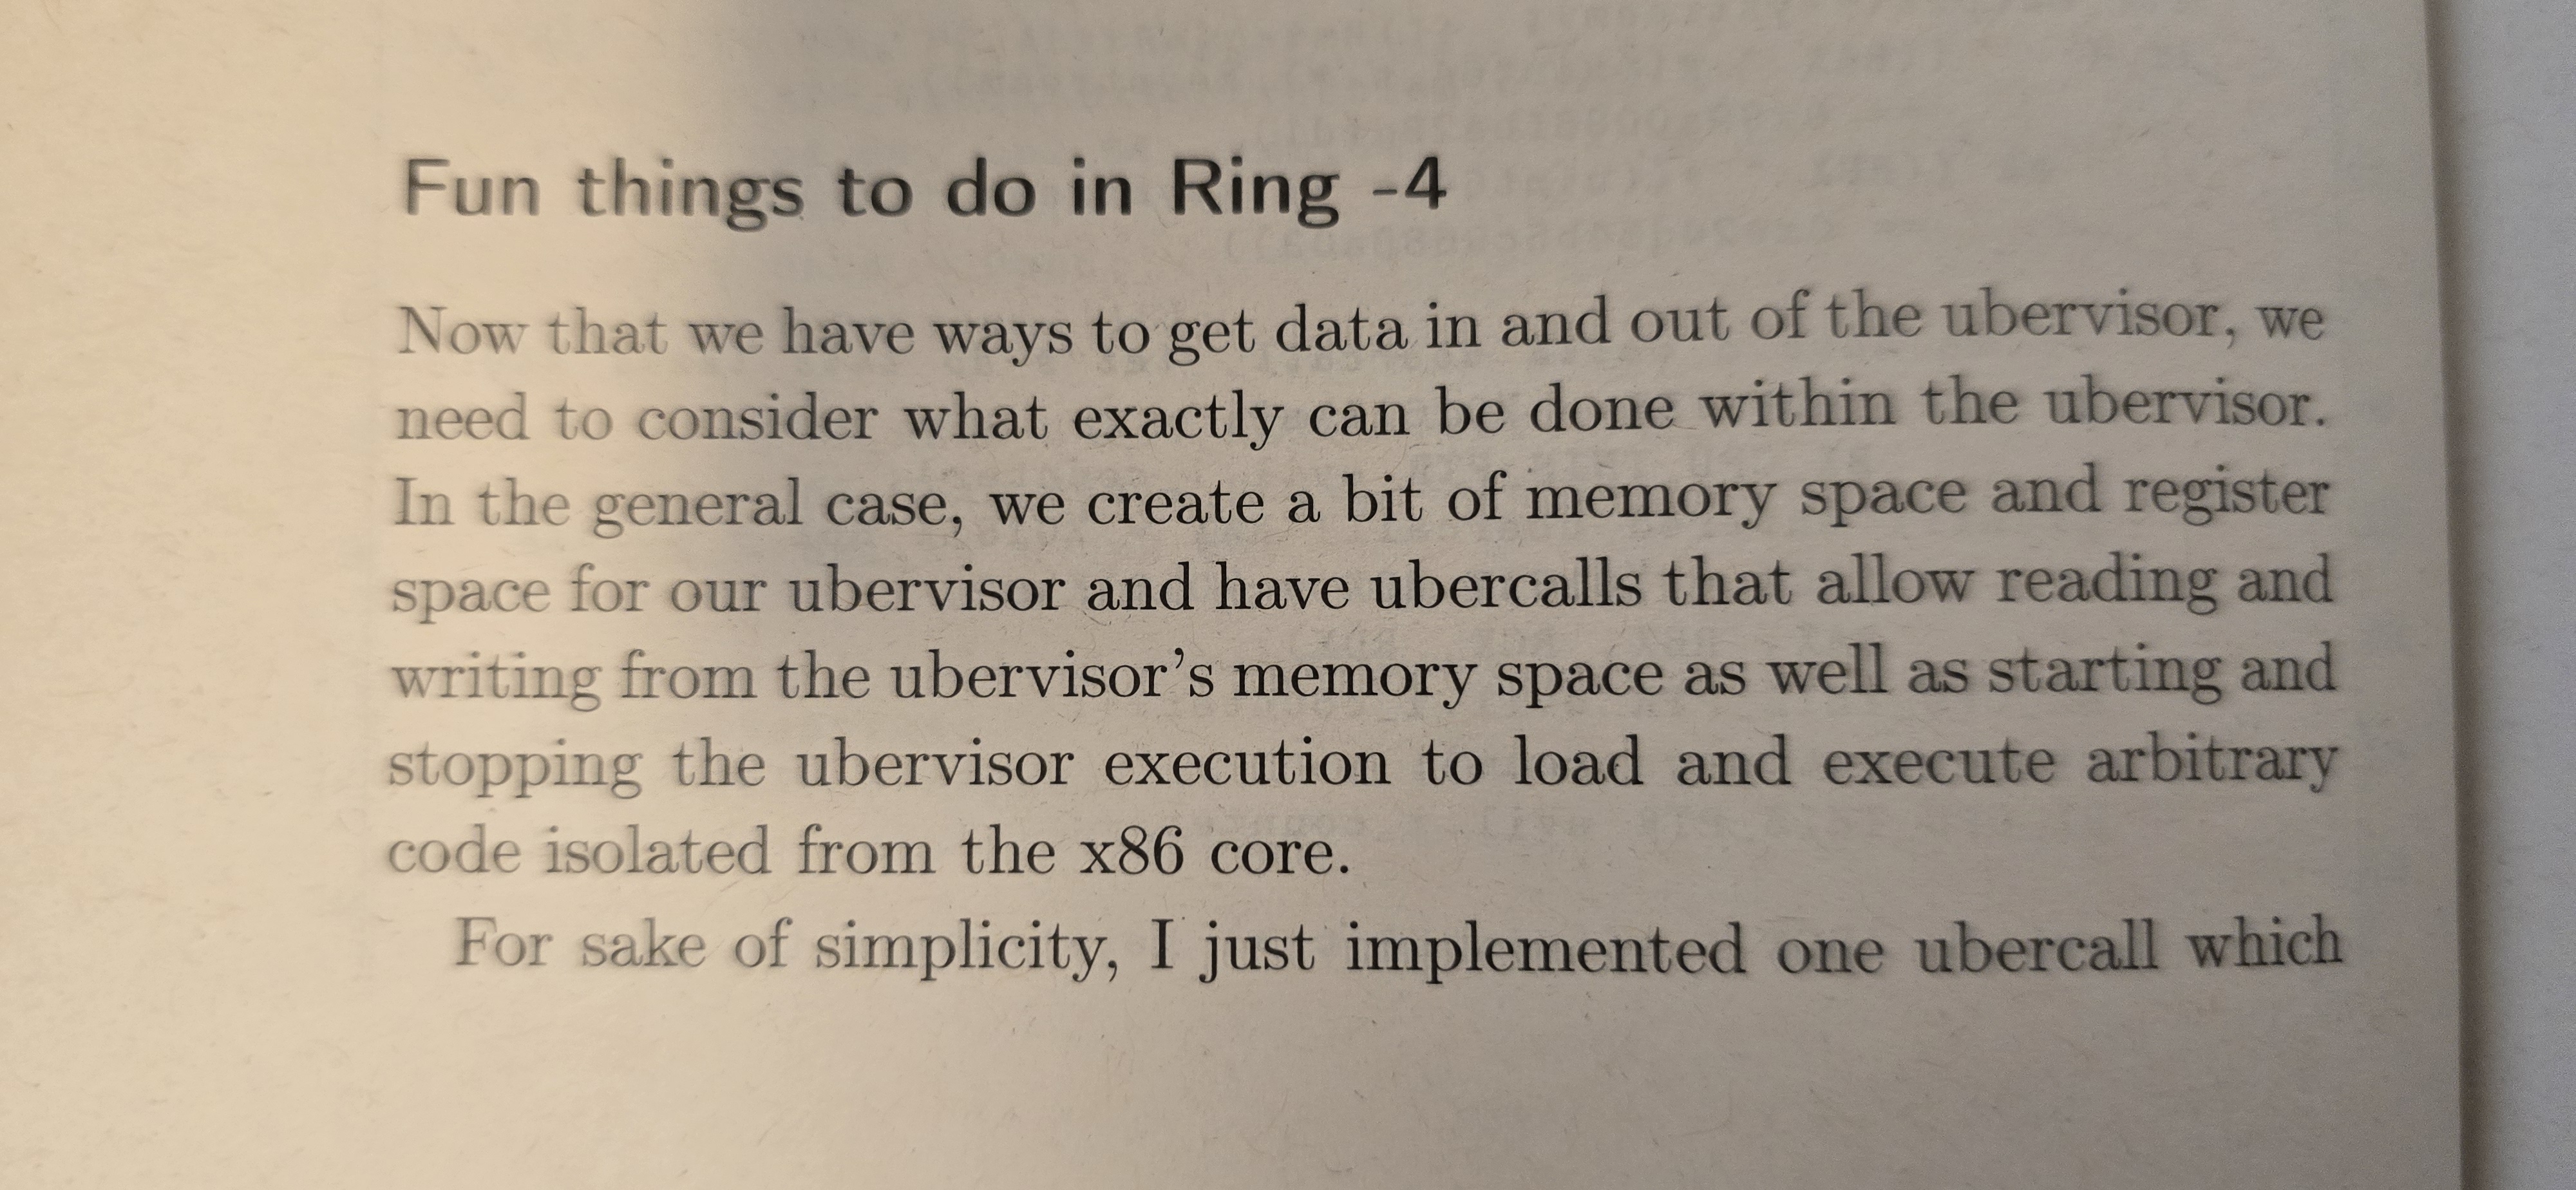 Fun things to do in Ring -4
Now that we have ways to get data in and out of the ubervisor, we
need to consider what exactly can be done within the ubervisor.
In the general case, we create a bit of memory space and register
space for our ubervisor and have ubercalls that allow reading and
writing from the ubervisor's memory space as well as starting and
stopping the ubervisor execution to load and execute arbitrary
code isolated from the x86 core.
For sake of simplicity, I just implemented one ubercall which